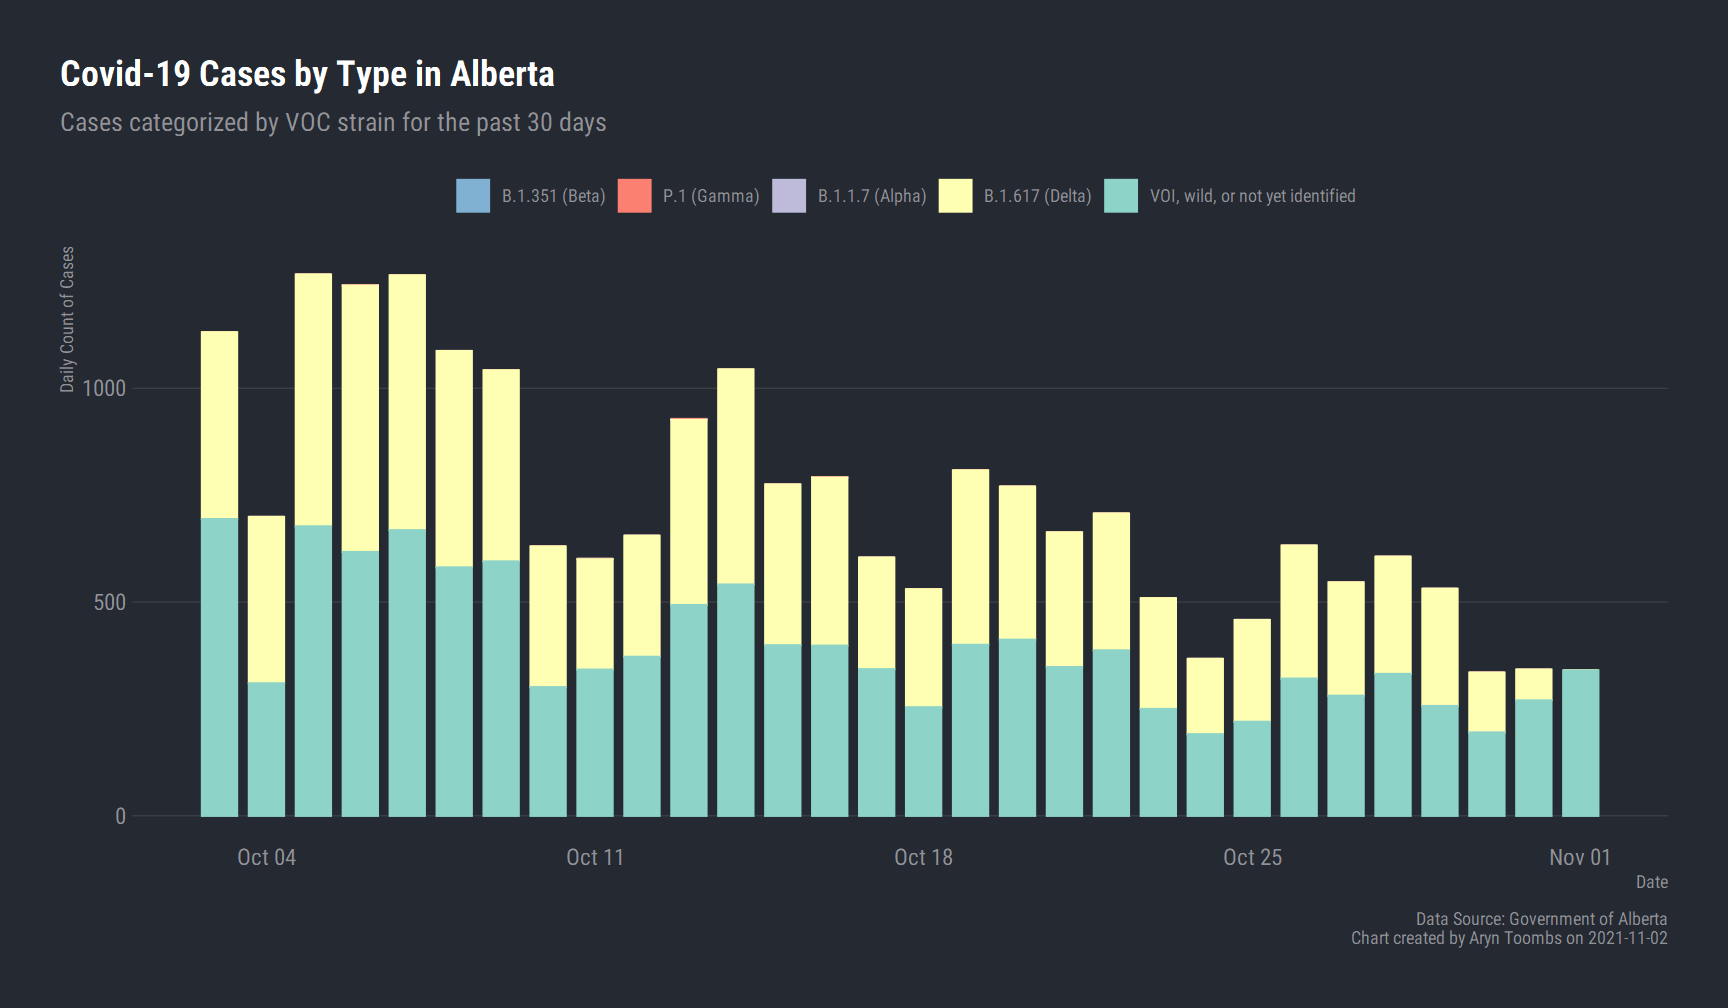 Covid-19 Cases by Type in Alberta
Cases categorized by VOC strain for the past 30 days
B.1.351 (Beta) P.1 (Gamma) B.1.1.7 (Alpha) B.1.617 (Delta) VOI, wild, or not yet identified
Daily Count of Cases
1000
500
0
Oct 04 Oct 11 Oct 18 Oct 25 Nov 01
Date
Data Source: Government of Alberta
Chart created by Aryn Toombs on 2021-11-02